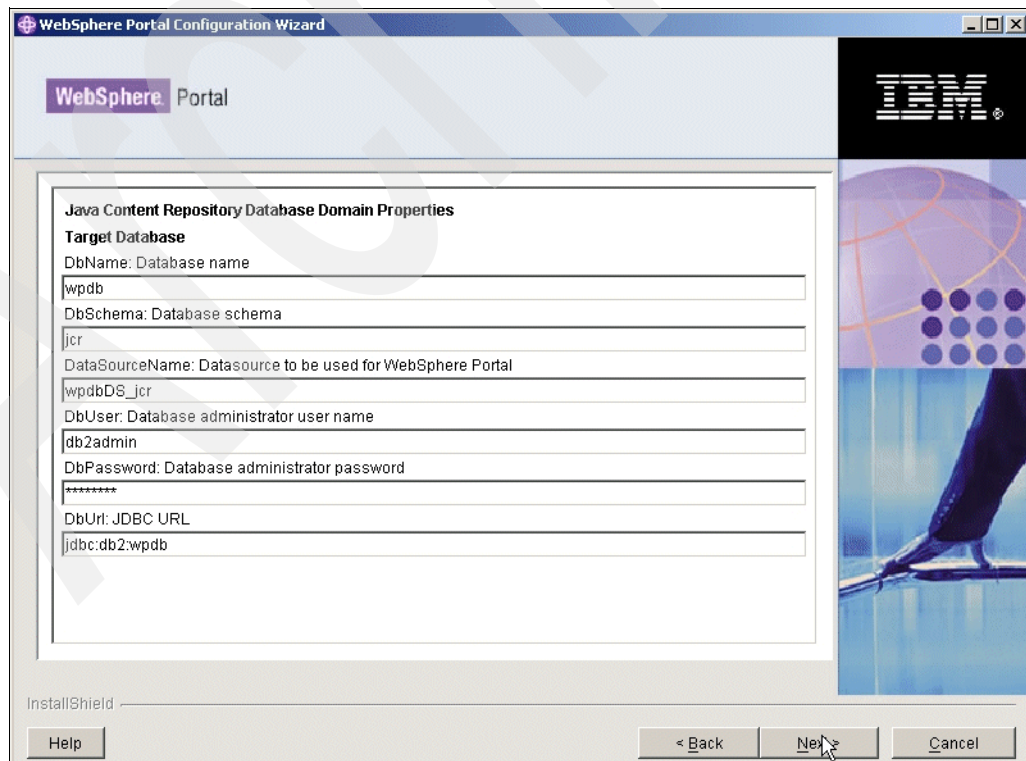 WebSphere Portal Configuration Wizard
WebSphere Portal
IBM
Java Content Repository Database Domain Properties
Target Database
DbName: Database name
wpdb
DbSchema: Database schema
jcr
DataSourceName: Datasource to be used for WebSphere Portal
wpdbDS_jcr
DbUser: Database administrator user name
db2admin
DbPassword: Database administrator password
********
DbUrl: JDBC URL
jdbc:db2:wpdb
InstallShield
Help
< Back
Next >
Cancel